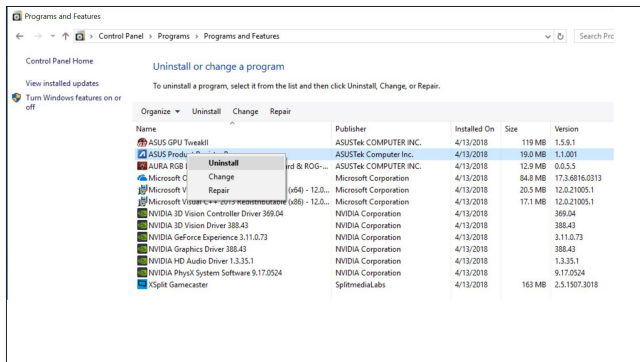 Programs and Features
Control Panel > Programs > Programs and Features
Search Pro
Control Panel Home
View installed updates
Turn Windows features on or off
Uninstall or change a program
To uninstall a program, select it from the list and then click Uninstall, Change, or Repair.
Organize Uninstall Change Repair
Name Publisher Installed On Size Version
ASUS GPU TweakII ASUSTek COMPUTER INC. 4/13/2018 119 MB 1.5.9.1
ASUS Product ASUSTek Computer Inc. 4/13/2018 19.0 MB 1.1.001
Uninstall
AURA RGB rd & ROG-... ASUSTek COMPUTER INC. 4/13/2018 12.9 MB 0.0.5.5
Change
Microsoft O Microsoft Corporation 4/13/2018 84.8 MB 17.3.6816.0313
Repair
Microsoft V (x64) - 12.0... Microsoft Corporation 4/13/2018 20.5 MB 12.0.21005.1
Microsoft Visual C++ 2013 Redistributable (x86) - 12.0... Microsoft Corporation 4/13/2018 17.1 MB 12.0.21005.1
NVIDIA 3D Vision Controller Driver 369.04 NVIDIA Corporation 4/13/2018 369.04
NVIDIA 3D Vision Driver 388.43 NVIDIA Corporation 4/13/2018 388.43
NVIDIA GeForce Experience 3.11.0.73 NVIDIA Corporation 4/13/2018 3.11.0.73
NVIDIA Graphics Driver 388.43 NVIDIA Corporation 4/13/2018 388.43
NVIDIA HD Audio Driver 1.3.35.1 NVIDIA Corporation 4/13/2018 1.3.35.1
NVIDIA PhysX System Software 9.17.0524 NVIDIA Corporation 4/13/2018 9.17.0524
XSplit Gamecaster SplitmediaLabs 4/13/2018 163 MB 2.5.1507.3018